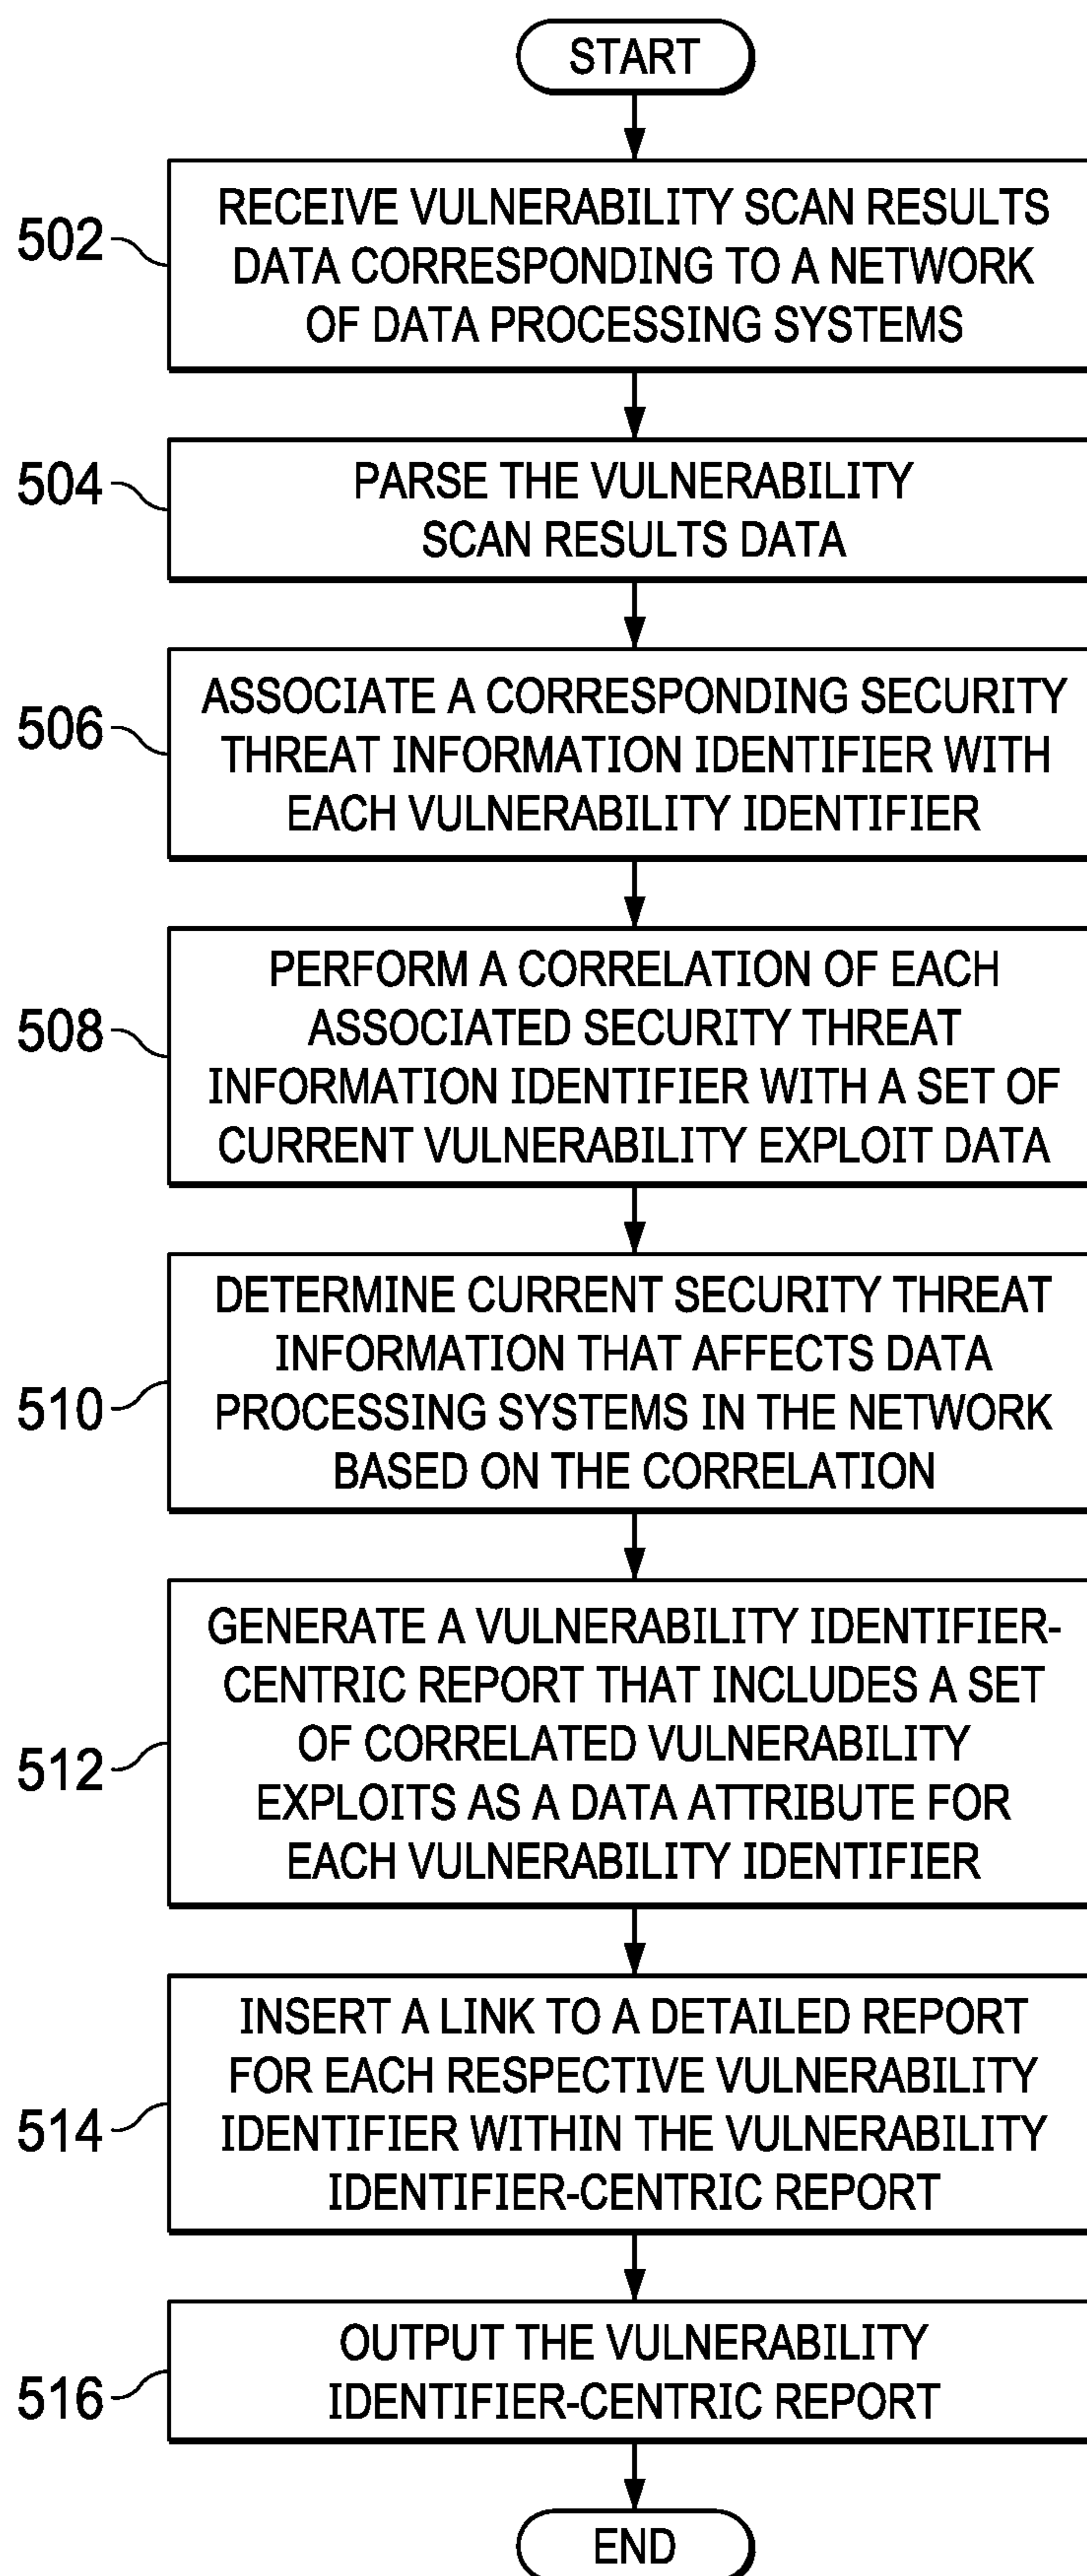 START
502
RECEIVE VULNERABILITY SCAN RESULTS
DATA CORRESPONDING TO A NETWORK
OF DATA PROCESSING SYSTEMS
504
PARSE THE VULNERABILITY
SCAN RESULTS DATA
506
ASSOCIATE A CORRESPONDING SECURITY
THREAT INFORMATION IDENTIFIER WITH
EACH VULNERABILITY IDENTIFIER
508
PERFORM A CORRELATION OF EACH
ASSOCIATED SECURITY THREAT
INFORMATION IDENTIFIER WITH A SET OF
CURRENT VULNERABILITY EXPLOIT DATA
510
DETERMINE CURRENT SECURITY THREAT
INFORMATION THAT AFFECTS DATA
PROCESSING SYSTEMS IN THE NETWORK
BASED ON THE CORRELATION
512
GENERATE A VULNERABILITY IDENTIFIER-
CENTRIC REPORT THAT INCLUDES A SET
OF CORRELATED VULNERABILITY
EXPLOITS AS A DATA ATTRIBUTE FOR
EACH VULNERABILITY IDENTIFIER
514
INSERT A LINK TO A DETAILED REPORT
FOR EACH RESPECTIVE VULNERABILITY
IDENTIFIER WITHIN THE VULNERABILITY
IDENTIFIER-CENTRIC REPORT
516
OUTPUT THE VULNERABILITY
IDENTIFIER-CENTRIC REPORT
END